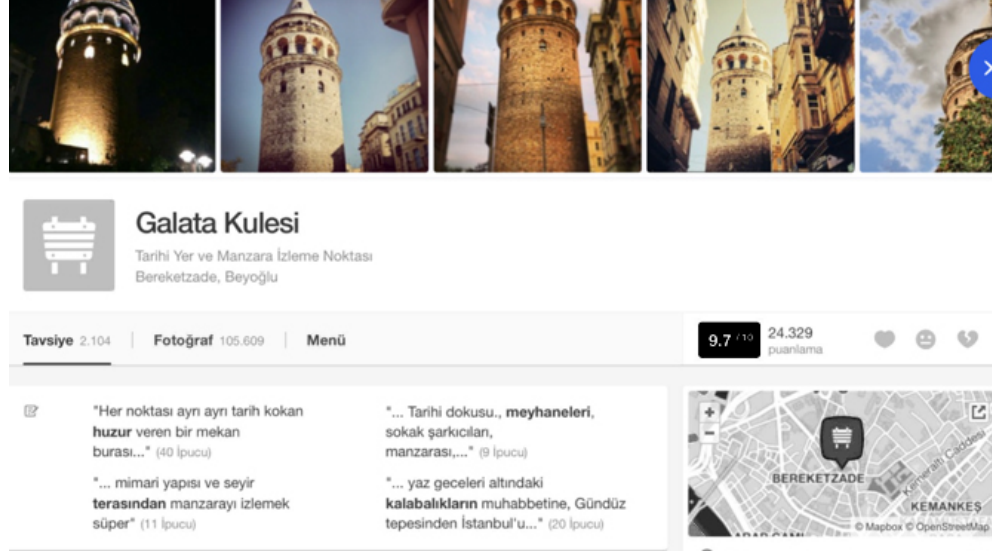 Galata Kulesi
Tarihi Yer ve Manzara İzleme Noktası
Bereketzade, Beyoğlu
Tavsiye 2.104
Fotoğraf 105.609
Menü
9.7 / 10
24.329
puanlama
"Her noktası ayrı ayrı tarih kokan
huzur veren bir mekan
burası..." (40 İpucu)
"... Tarihi dokusu., meyhaneleri,
sokak şarkıcıları,
manzarası,..." (9 İpucu)
"... mimari yapısı ve seyir
terasından manzarayı izlemek
süper" (11 İpucu)
"... yaz geceleri altındaki
kalabalıkların muhabbetine, Gündüz
tepesinden İstanbul'u..." (20 İpucu)
+
−
BEREKETZADE
Kemeraltı Caddesi
KEMANKEŞ
© Mapbox © OpenStreetMap